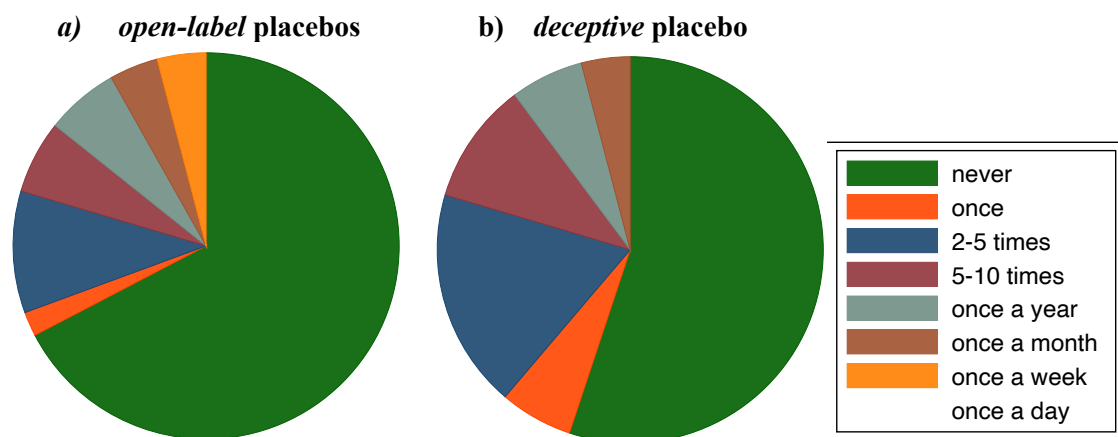 a) open-label placebos
b) deceptive placebo
never
once
2-5 times
5-10 times
once a year
once a month
once a week
once a day